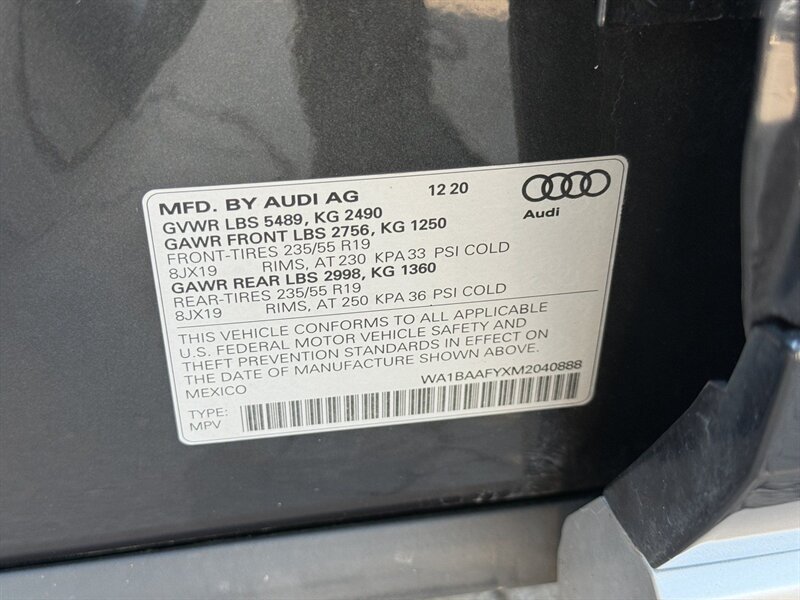 MFD. BY AUDI AG 12 20
Audi
GVWR LBS 5489, KG 2490
GAWR FRONT LBS 2756, KG 1250
FRONT-TIRES 235/55 R19
8JX19 RIMS, AT 230 KPA 33 PSI COLD
GAWR REAR LBS 2998, KG 1360
REAR-TIRES 235/55 R19
8JX19 RIMS, AT 250 KPA 36 PSI COLD
THIS VEHICLE CONFORMS TO ALL APPLICABLE
U.S. FEDERAL MOTOR VEHICLE SAFETY AND
THEFT PREVENTION STANDARDS IN EFFECT ON
THE DATE OF MANUFACTURE SHOWN ABOVE.
MEXICO WA1BAAFYXM2040888
TYPE:
MPV